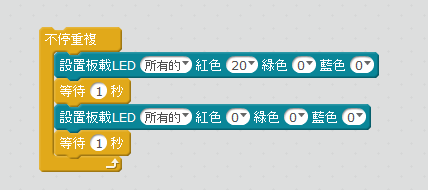 不停重複
設置板載LED 所有的 紅色 20 綠色 0 藍色 0
等待 1 秒
設置板載LED 所有的 紅色 0 綠色 0 藍色 0
等待 1 秒